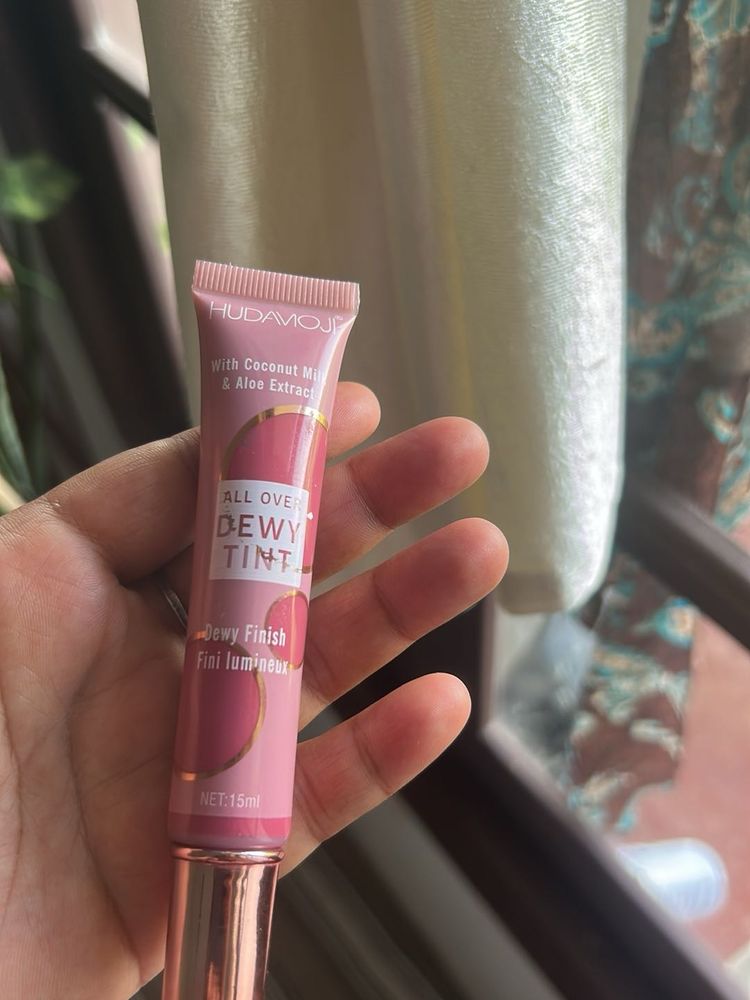 HUDAMOJI
With Coconut Milk
& Aloe Extract
ALL OVER
DEWY
TINT
Dewy Finish
Fini lumineux
NET:15ml